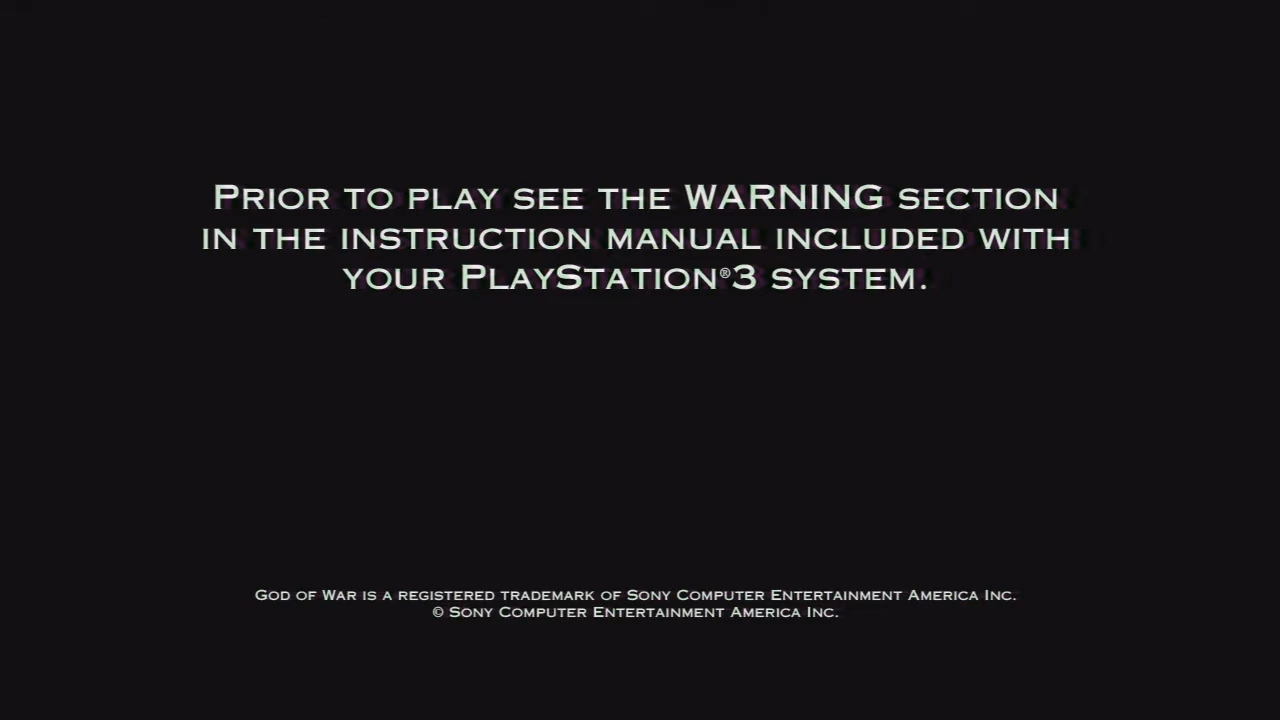 Prior to play see the WARNING section
in the instruction manual included with
your PlayStation®3 system.
God of War is a registered trademark of Sony Computer Entertainment America Inc.
© Sony Computer Entertainment America Inc.